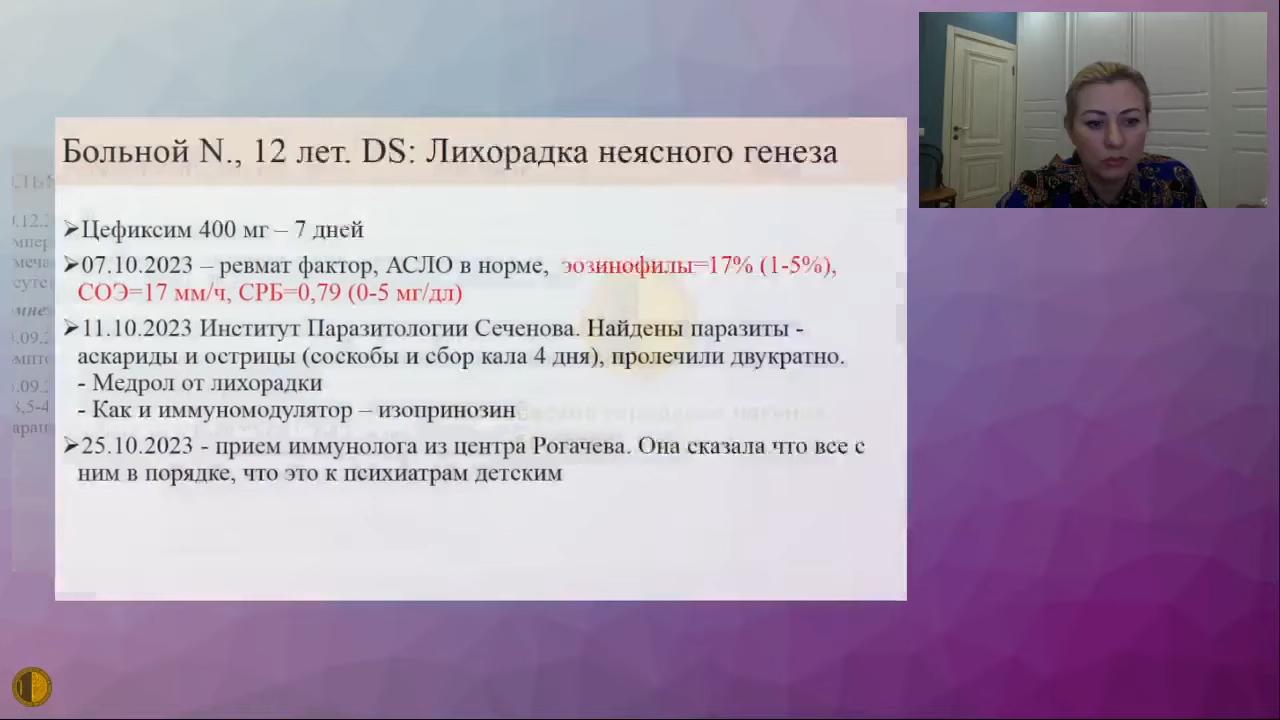 Больной N., 12 лет. DS: Лихорадка неясного генеза
➢Цефиксим 400 мг – 7 дней
➢07.10.2023 – ревмат фактор, АСЛО в норме, эозинофилы=17% (1-5%),
СОЭ=17 мм/ч, СРБ=0,79 (0-5 мг/дл)
➢11.10.2023 Институт Паразитологии Сеченова. Найдены паразиты -
аскариды и острицы (соскобы и сбор кала 4 дня), пролечили двукратно.
- Медрол от лихорадки
- Как и иммуномодулятор – изопринозин
➢25.10.2023 - прием иммунолога из центра Рогачева. Она сказала что все с
ним в порядке, что это к психиатрам детским